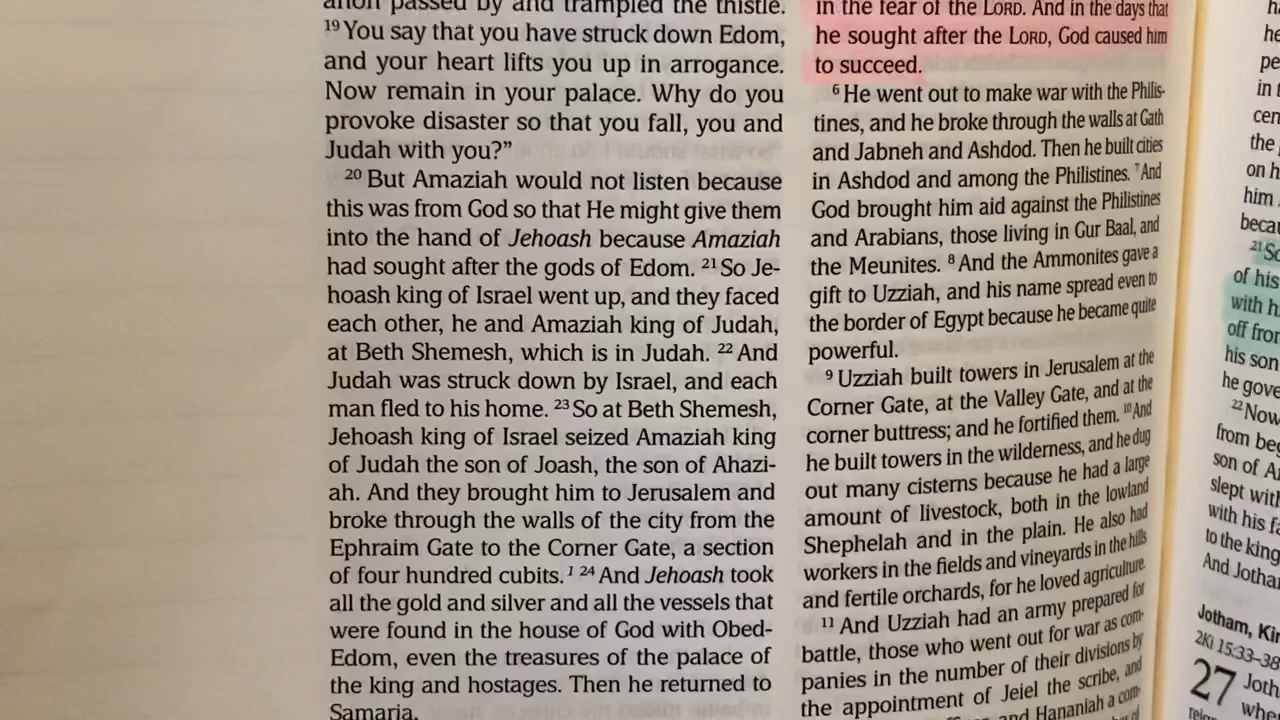 anon passed by and trampled the thistle.
19 You say that you have struck down Edom,
and your heart lifts you up in arrogance.
Now remain in your palace. Why do you
provoke disaster so that you fall, you and
Judah with you?”
20 But Amaziah would not listen because
this was from God so that He might give them
into the hand of Jehoash because Amaziah
had sought after the gods of Edom. 21 So Je-
hoash king of Israel went up, and they faced
each other, he and Amaziah king of Judah,
at Beth Shemesh, which is in Judah. 22 And
Judah was struck down by Israel, and each
man fled to his home. 23 So at Beth Shemesh,
Jehoash king of Israel seized Amaziah king
of Judah the son of Joash, the son of Ahazi-
ah. And they brought him to Jerusalem and
broke through the walls of the city from the
Ephraim Gate to the Corner Gate, a section
of four hundred cubits.1 24 And Jehoash took
all the gold and silver and all the vessels that
were found in the house of God with Obed-
Edom, even the treasures of the palace of
the king and hostages. Then he returned to
Samaria.
in the fear of the LORD. And in the days that
he sought after the LORD, God caused him
to succeed.
6 He went out to make war with the Philis-
tines, and he broke through the walls at Gath
and Jabneh and Ashdod. Then he built cities
in Ashdod and among the Philistines. 7 And
God brought him aid against the Philistines
and Arabians, those living in Gur Baal, and
the Meunites. 8 And the Ammonites gave a
gift to Uzziah, and his name spread even to
the border of Egypt because he became quite
powerful.
9 Uzziah built towers in Jerusalem at the
Corner Gate, at the Valley Gate, and at the
corner buttress; and he fortified them. 10 And
he built towers in the wilderness, and he dug
out many cisterns because he had a large
amount of livestock, both in the lowland
Shephelah and in the plain. He also had
workers in the fields and vineyards in the hills
and fertile orchards, for he loved agriculture.
11 And Uzziah had an army prepared for
battle, those who went out for war as com-
panies in the number of their divisions by
the appointment of Jeiel the scribe, and
and Hananiah a com-
he
pe
in t
cen
the
on h
him
becau
21 So
of his
with h
off fron
his son
he gove
22 Now
from beg
son of A
slept wit
with his fa
to the king
And Jotha
Jotham, Kin
2Ki 15:33–38
27 Joth
whe